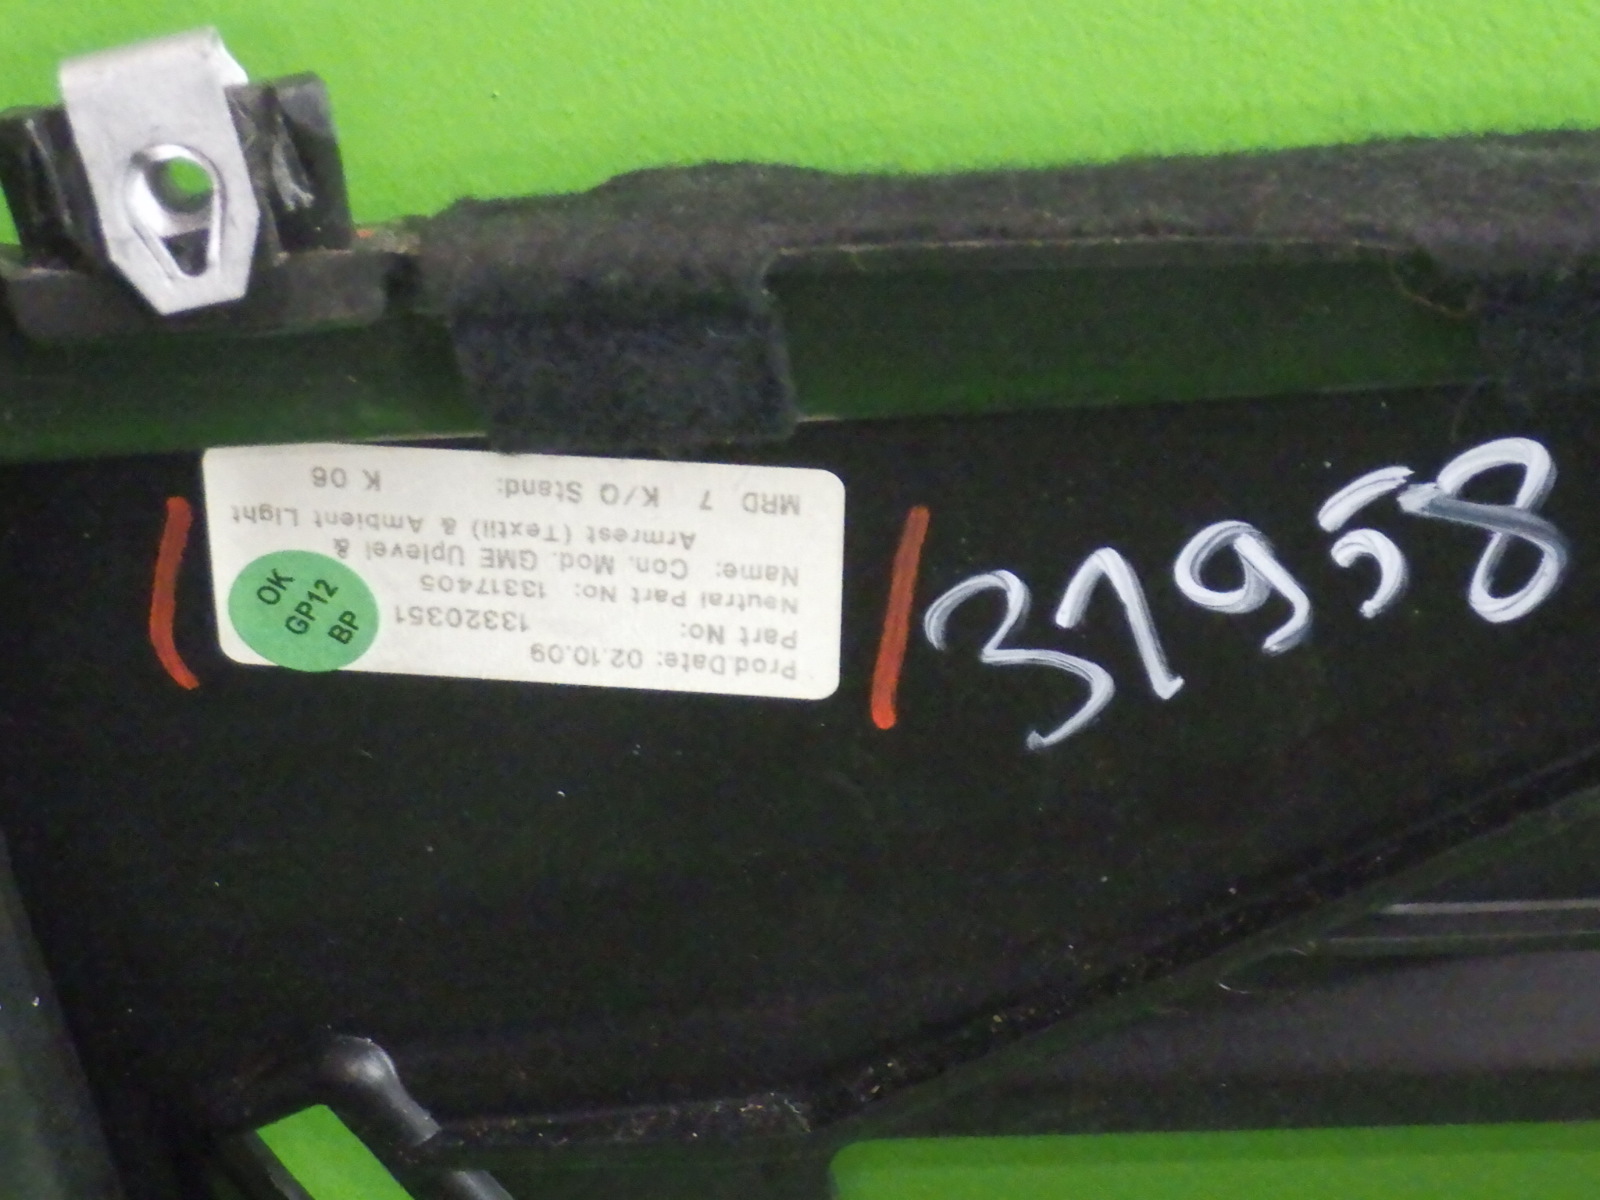 Prod.Date: 02.10.09
Part No: 13320351
Neutral Part No: 13317405
Name: Con. Mod. GME Uplevel &
Armrest (Textil) & Ambient Light
MRD 7 K/Q Stand: K 06
OK
GP12
BP
31958